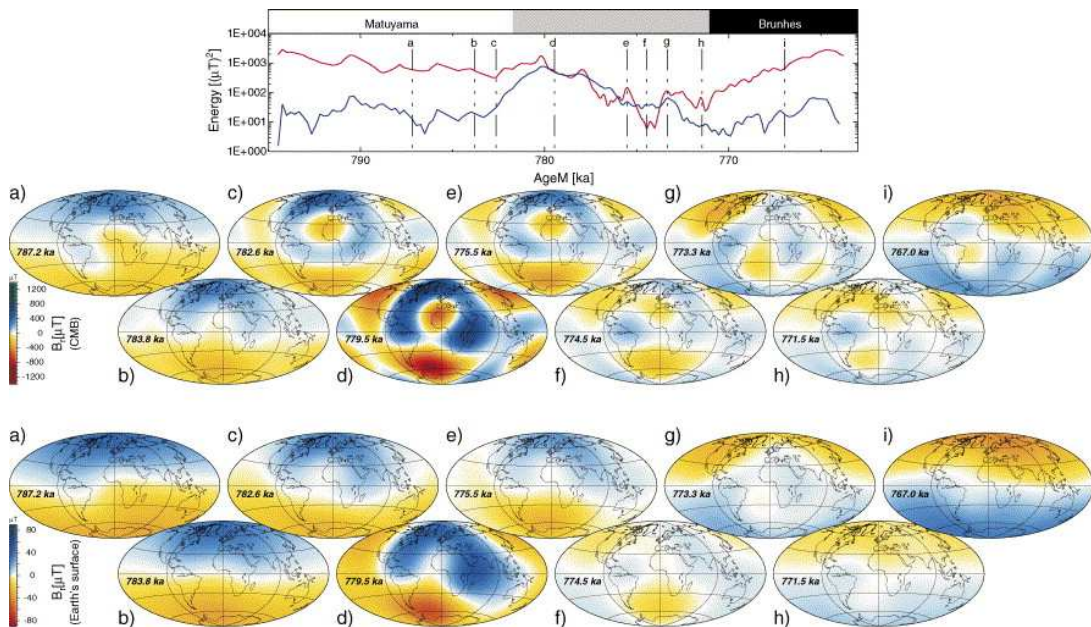 Matuyama Brunhes
a b c d e f g h i
Energy [(μT)²]
1E+004
1E+003
1E+002
1E+001
1E+000
790 780 770
AgeM [ka]
a) c) e) g) i)
787.2 ka 782.6 ka 775.5 ka 773.3 ka 767.0 ka
μT
1200
800
400
0
-400
-800
-1200
Br[μT]
(CMB)
783.8 ka 779.5 ka 774.5 ka 771.5 ka
b) d) f) h)
a) c) e) g) i)
787.2 ka 782.6 ka 775.5 ka 773.3 ka 767.0 ka
μT
80
40
0
-40
-80
Br[μT]
(Earth's surface)
783.8 ka 779.5 ka 774.5 ka 771.5 ka
b) d) f) h)